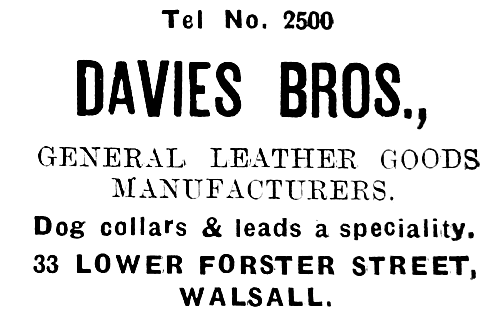 Tel No. 2500
DAVIES BROS.,
GENERAL LEATHER GOODS
MANUFACTURERS.
Dog collars & leads a speciality.
33 LOWER FORSTER STREET,
WALSALL.